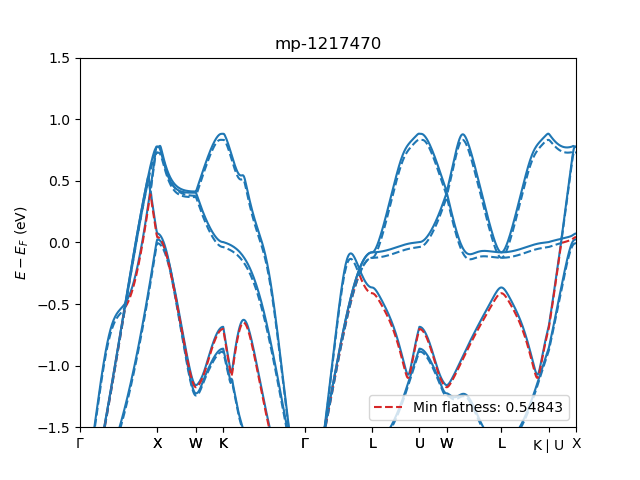 mp-1217470
E − E_F (eV)
1.5
1.0
0.5
0.0
−0.5
−1.0
−1.5
Min flatness: 0.54843
Γ X W K Γ L U W L K | U X